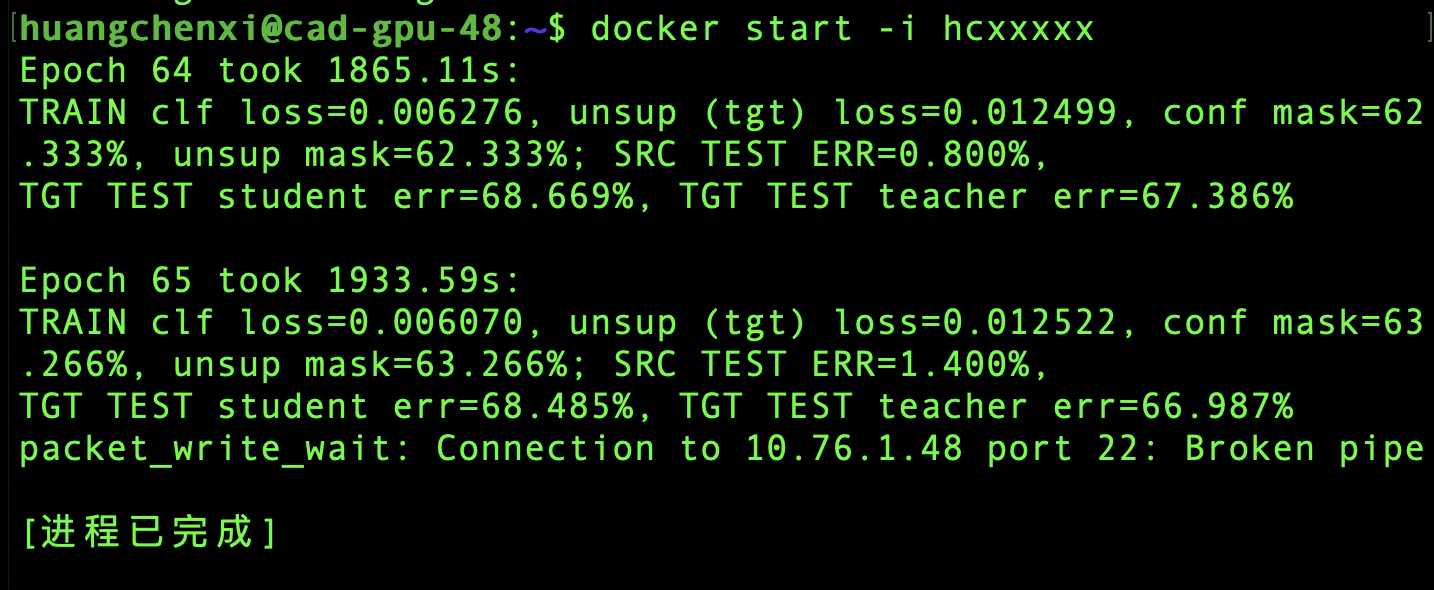 [huangchenxi@cad-gpu-48:~$ docker start -i hcxxxxx ]
Epoch 64 took 1865.11s:
TRAIN clf loss=0.006276, unsup (tgt) loss=0.012499, conf mask=62
.333%, unsup mask=62.333%; SRC TEST ERR=0.800%,
TGT TEST student err=68.669%, TGT TEST teacher err=67.386%
Epoch 65 took 1933.59s:
TRAIN clf loss=0.006070, unsup (tgt) loss=0.012522, conf mask=63
.266%, unsup mask=63.266%; SRC TEST ERR=1.400%,
TGT TEST student err=68.485%, TGT TEST teacher err=66.987%
packet_write_wait: Connection to 10.76.1.48 port 22: Broken pipe
[进程已完成]